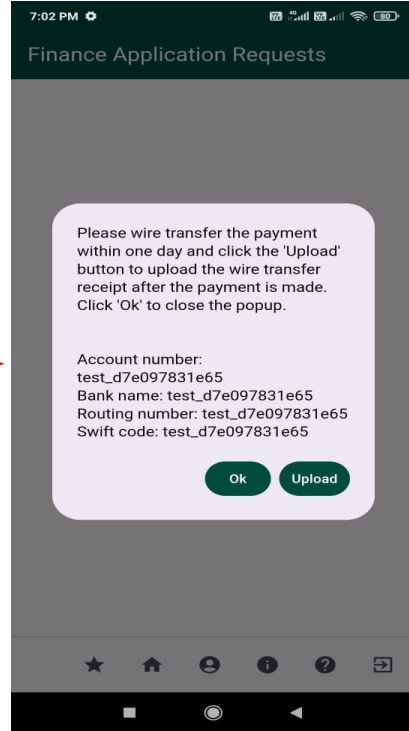 7:02 PM
4G 80
Finance Application Requests
Please wire transfer the payment
within one day and click the 'Upload'
button to upload the wire transfer
receipt after the payment is made.
Click 'Ok' to close the popup.
Account number:
test_d7e097831e65
Bank name: test_d7e097831e65
Routing number: test_d7e097831e65
Swift code: test_d7e097831e65
Ok Upload